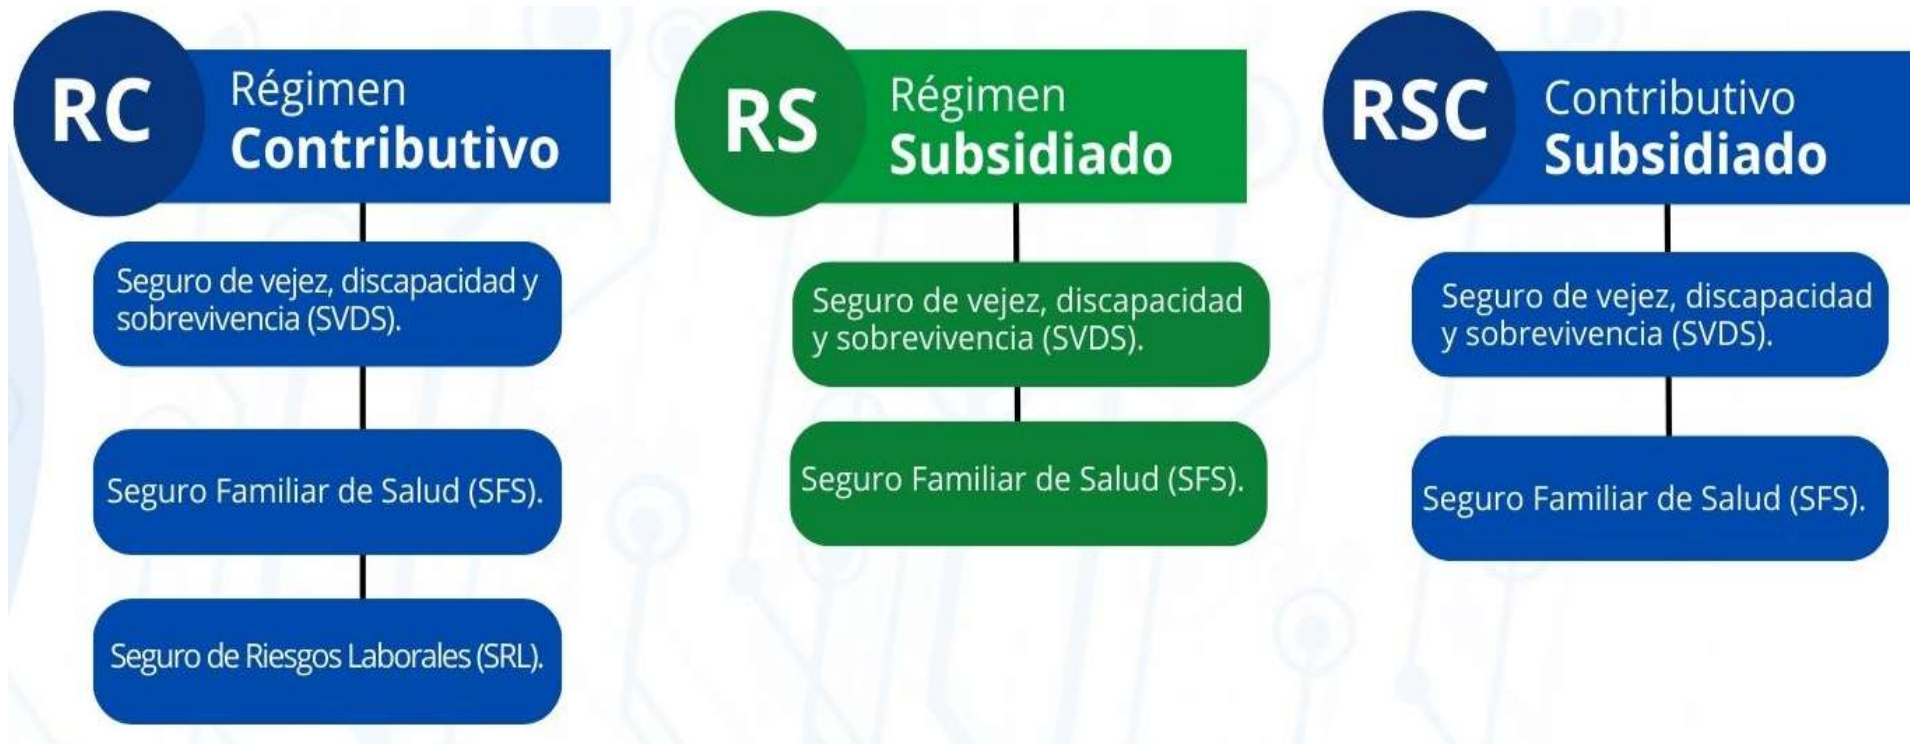 RC
Régimen
Contributivo
Seguro de vejez, discapacidad y
sobrevivencia (SVDS).
Seguro Familiar de Salud (SFS).
Seguro de Riesgos Laborales (SRL).
RS
Régimen
Subsidiado
Seguro de vejez, discapacidad
y sobrevivencia (SVDS).
Seguro Familiar de Salud (SFS).
RSC
Contributivo
Subsidiado
Seguro de vejez, discapacidad
y sobrevivencia (SVDS).
Seguro Familiar de Salud (SFS).